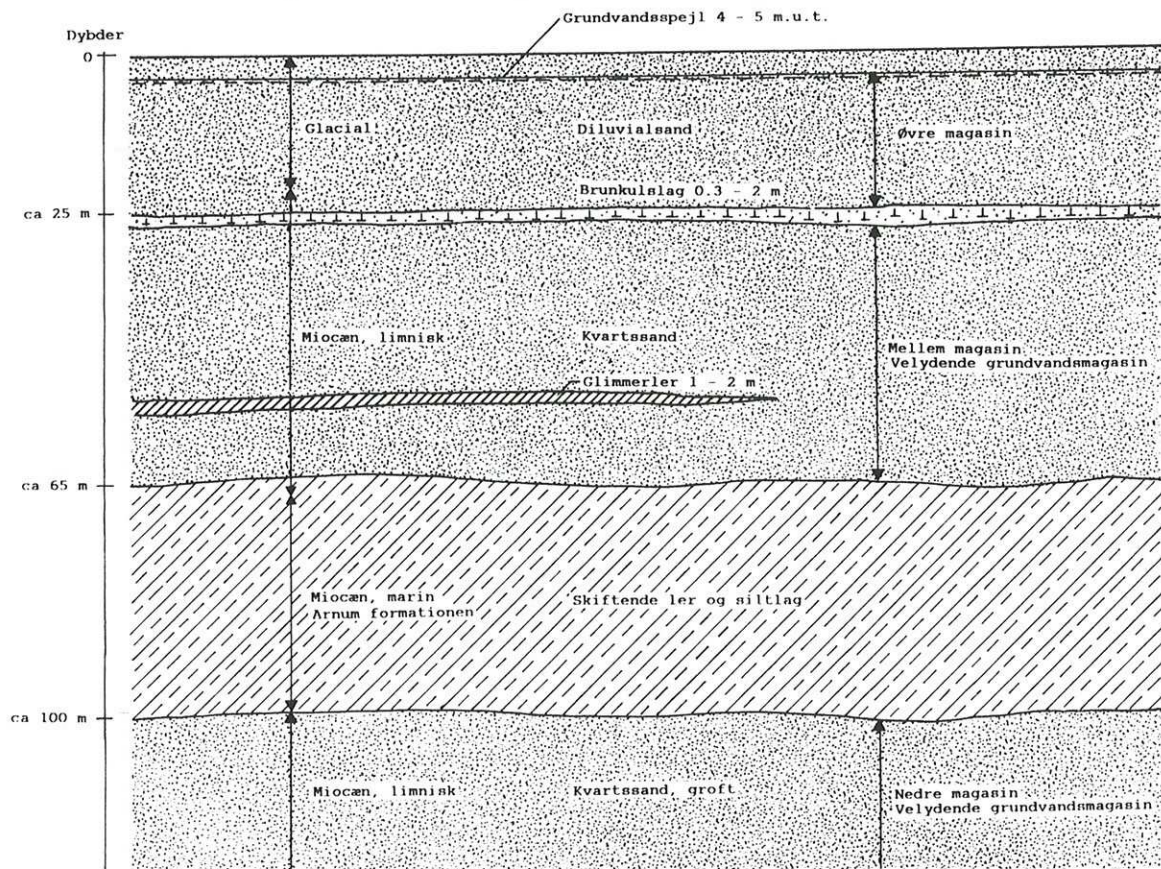 Grundvandsspejl 4 - 5 m.u.t.
Dybder
0
Glacial
Diluvialsand
Øvre magasin
Brunkulslag 0.3 - 2 m
ca 25 m
Miocæn, limnisk
Kvartssand
Mellem magasin
Velydende grundvandsmagasin
Glimmerler 1 - 2 m
ca 65 m
Miocæn, marin
Arnum formationen
Skiftende ler og siltlag
ca 100 m
Miocæn, limnisk
Kvartssand, groft
Nedre magasin
Velydende grundvandsmagasin